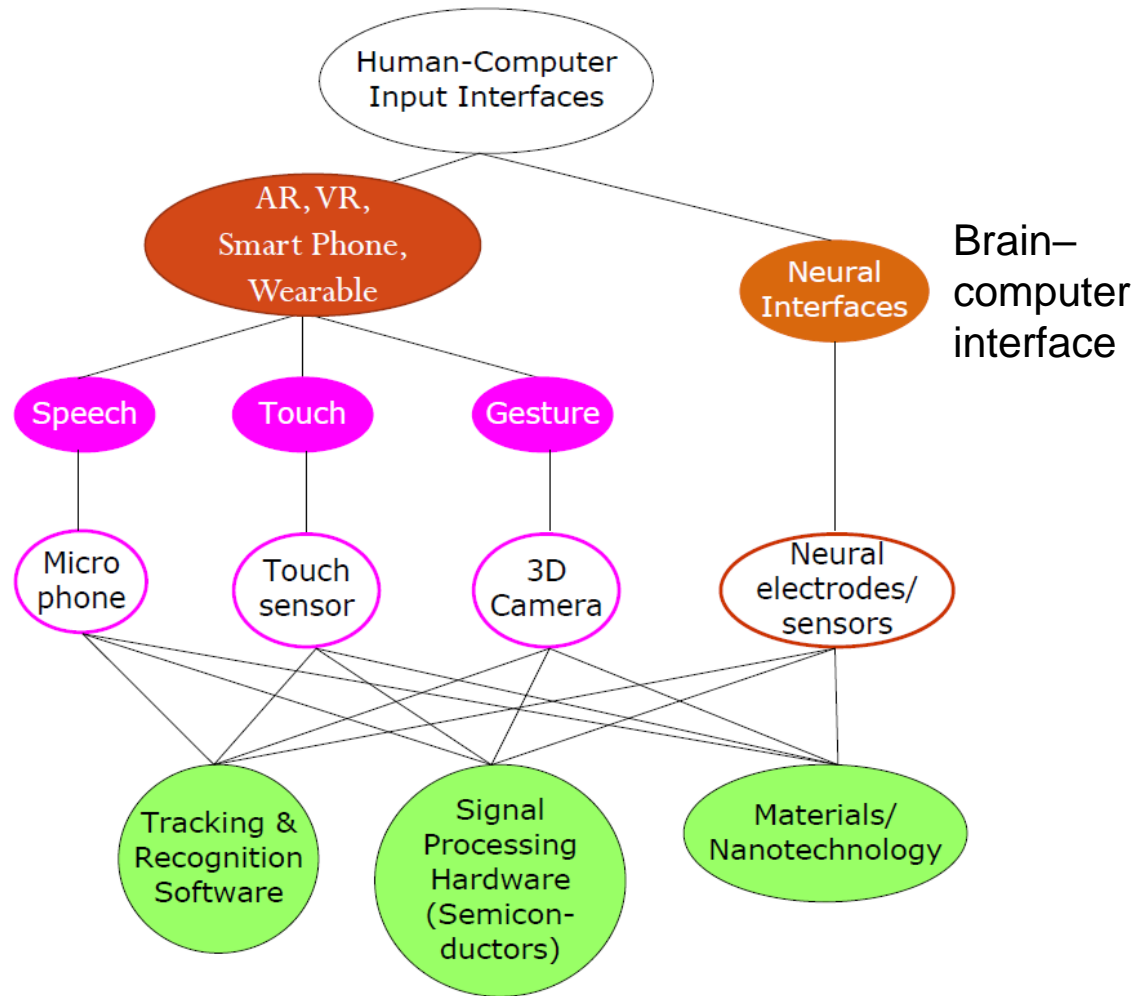 Human-Computer
Input Interfaces
AR, VR,
Smart Phone,
Wearable
Neural
Interfaces
Brain–
computer
interface
Speech
Touch
Gesture
Micro
phone
Touch
sensor
3D
Camera
Neural
electrodes/
sensors
Tracking &
Recognition
Software
Signal
Processing
Hardware
(Semicon-
ductors)
Materials/
Nanotechnology